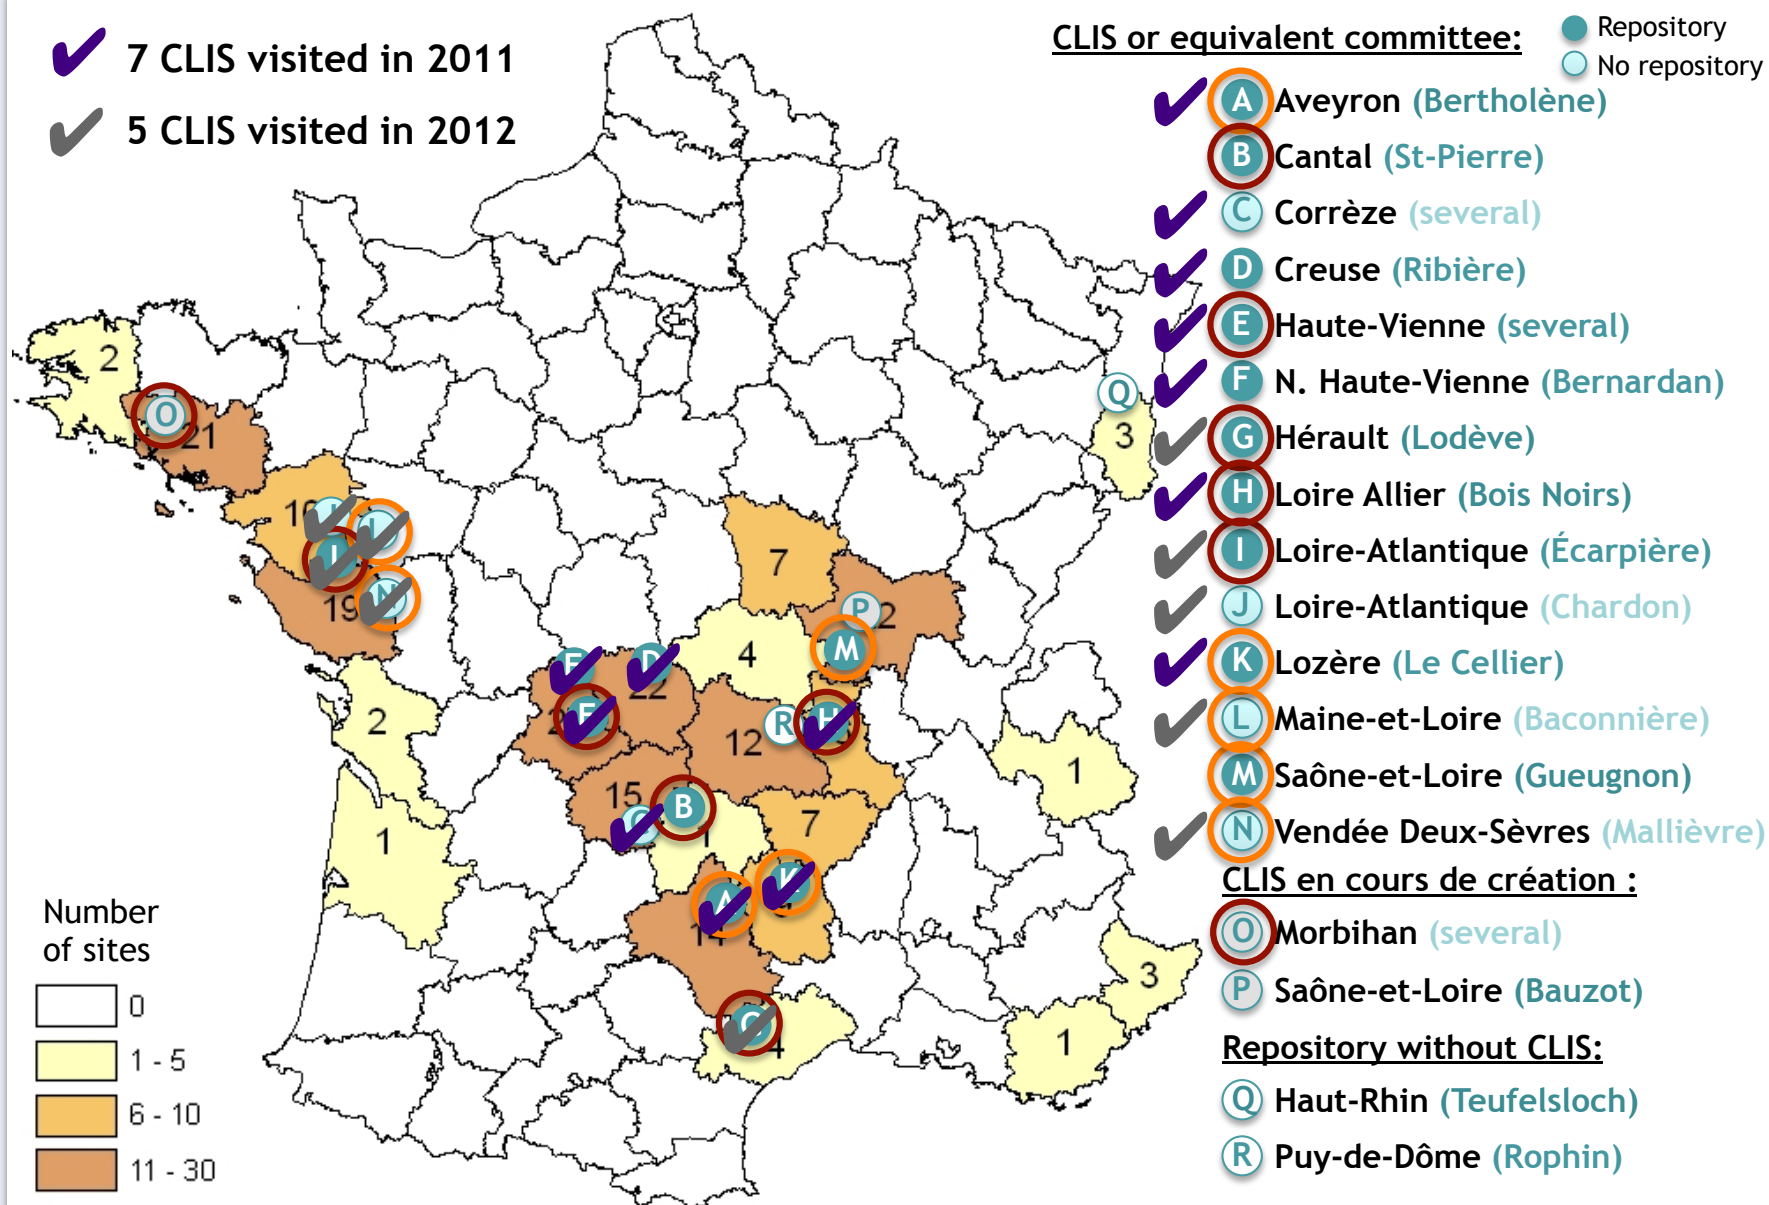 7 CLIS visited in 2011
5 CLIS visited in 2012
CLIS or equivalent committee:
Repository
No repository
A Aveyron (Bertholène)
B Cantal (St-Pierre)
C Corrèze (several)
D Creuse (Ribière)
E Haute-Vienne (several)
F N. Haute-Vienne (Bernardan)
G Hérault (Lodève)
H Loire Allier (Bois Noirs)
I Loire-Atlantique (Écarpière)
J Loire-Atlantique (Chardon)
K Lozère (Le Cellier)
L Maine-et-Loire (Baconnière)
M Saône-et-Loire (Gueugnon)
N Vendée Deux-Sèvres (Mallièvre)
CLIS en cours de création :
O Morbihan (several)
P Saône-et-Loire (Bauzot)
Repository without CLIS:
Q Haut-Rhin (Teufelsloch)
R Puy-de-Dôme (Rophin)
2
O
21
Q
3
I
L
N
19
7
P
M
4
F
D
22
E
2
R
H
12
1
15
B
C
1
7
1
A
K
3
G
4
1
Number
of sites
0
1 - 5
6 - 10
11 - 30